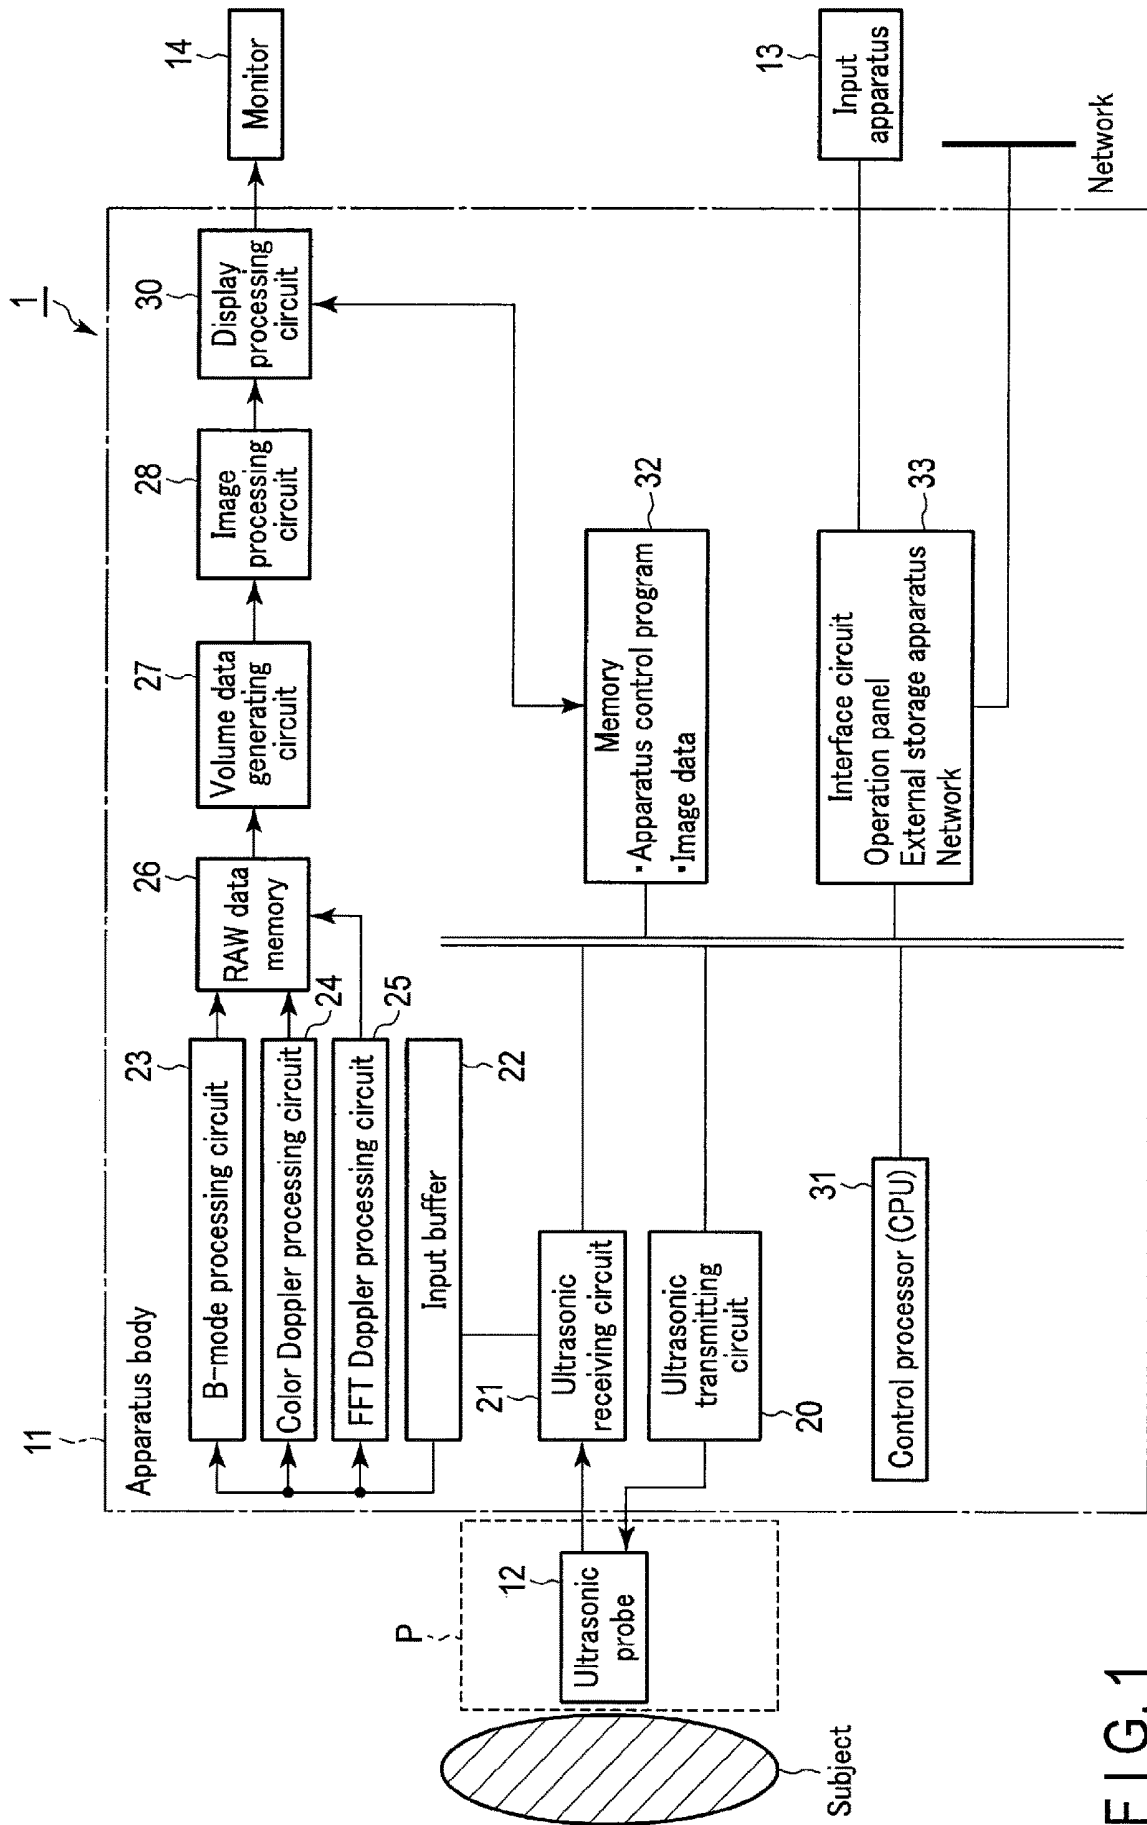 1
11
Apparatus body
P
Subject
12
Ultrasonic
probe
23
B-mode processing circuit
24
Color Doppler processing circuit
25
FFT Doppler processing circuit
22
Input buffer
21
Ultrasonic
receiving circuit
20
Ultrasonic
transmitting
circuit
31
Control processor (CPU)
26
RAW data
memory
27
Volume data
generating
circuit
28
Image
processing
circuit
30
Display
processing
circuit
14
Monitor
32
Memory
·Apparatus control program
·Image data
33
Interface circuit
Operation panel
External storage apparatus
Network
13
Input
apparatus
Network
FIG. 1